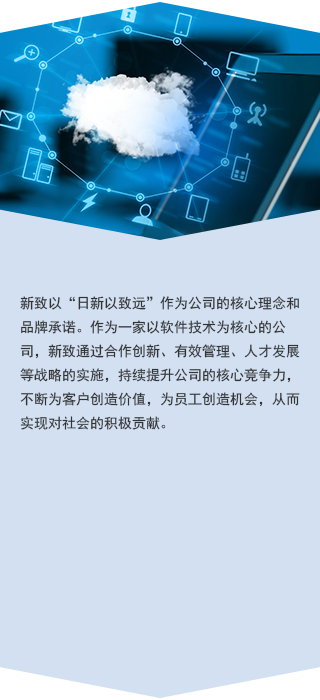 新致以“日新以致远”作为公司的核心理念和
品牌承诺。作为一家以软件技术为核心的公
司，新致通过合作创新、有效管理、人才发展
等战略的实施，持续提升公司的核心竞争力，
不断为客户创造价值，为员工创造机会，从而
实现对社会的积极贡献。